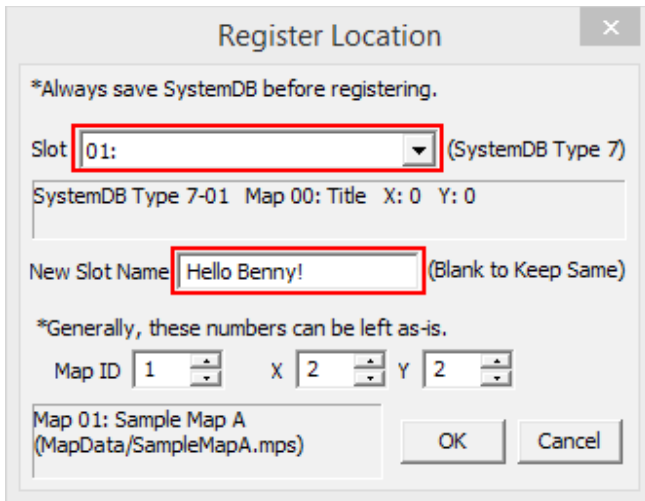 Register Location
*Always save SystemDB before registering.
Slot 01: (SystemDB Type 7)
SystemDB Type 7-01 Map 00: Title X: 0 Y: 0
New Slot Name Hello Benny! (Blank to Keep Same)
*Generally, these numbers can be left as-is.
Map ID 1 X 2 Y 2
Map 01: Sample Map A
(MapData/SampleMapA.mps)
OK Cancel